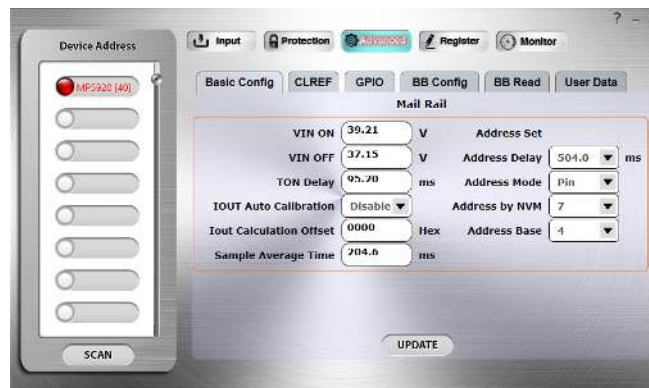 ? –
Device Address
Input Protection Advanced Register Monitor
MP5920 [40]
Basic Config CLREF GPIO BB Config BB Read User Data
Mail Rail
VIN ON 39.21 V Address Set
VIN OFF 37.15 V Address Delay 504.0 ms
TON Delay 95.20 ms Address Mode Pin
IOUT Auto Calibration Disable Address by NVM 7
Iout Calculation Offset 0000 Hex Address Base 4
Sample Average Time 204.6 ms
UPDATE
SCAN